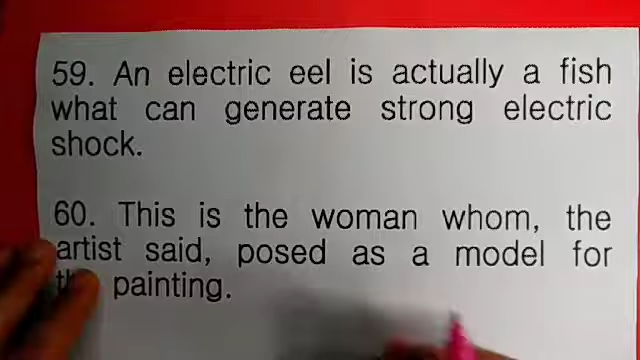 59. An electric eel is actually a fish
what can generate strong electric
shock.
60. This is the woman whom, the
artist said, posed as a model for
painting.